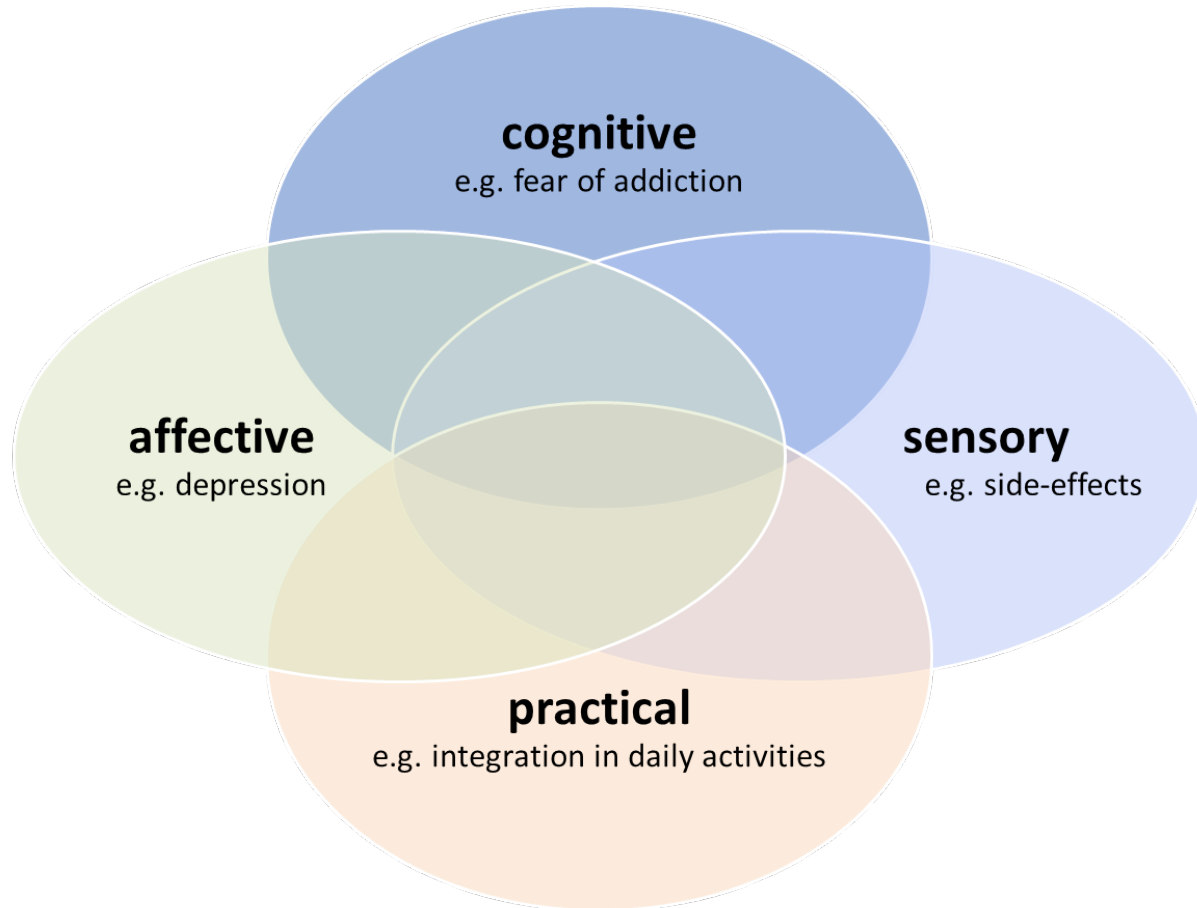 cognitive
e.g. fear of addiction
affective
e.g. depression
sensory
e.g. side-effects
practical
e.g. integration in daily activities